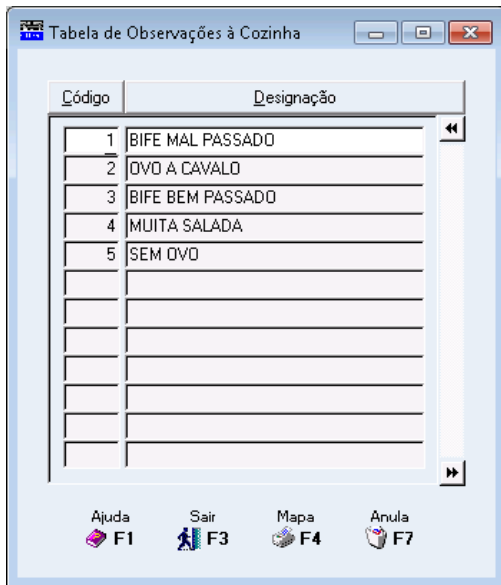 Tabela de Observações à Cozinha
Código Designação
1 BIFE MAL PASSADO
2 OVO A CAVALO
3 BIFE BEM PASSADO
4 MUITA SALADA
5 SEM OVO
Ajuda Sair Mapa Anula
F1 F3 F4 F7